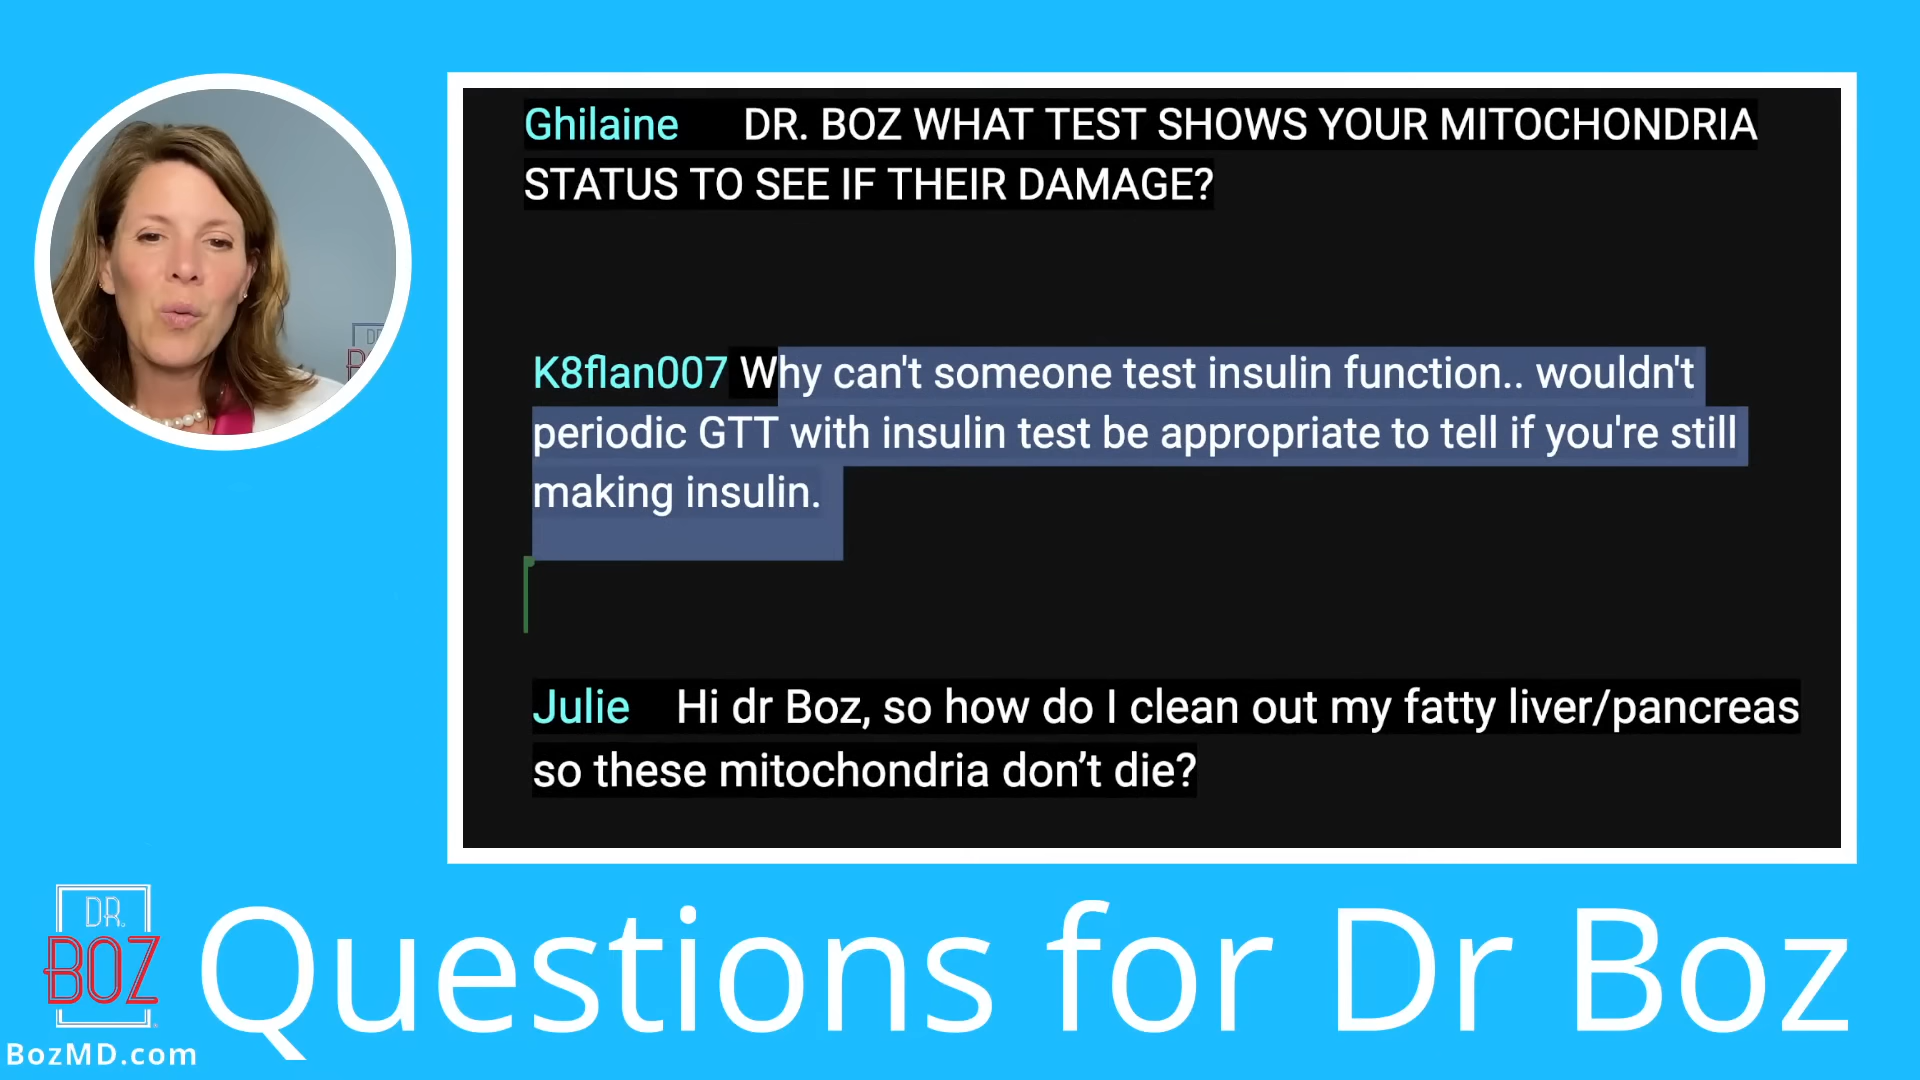 Ghilaine DR. BOZ WHAT TEST SHOWS YOUR MITOCHONDRIA
STATUS TO SEE IF THEIR DAMAGE?
K8flan007 Why can't someone test insulin function.. wouldn't
periodic GTT with insulin test be appropriate to tell if you're still
making insulin.
Julie Hi dr Boz, so how do I clean out my fatty liver/pancreas
so these mitochondria don’t die?
DR.
BOZ
BozMD.com
Questions for Dr Boz